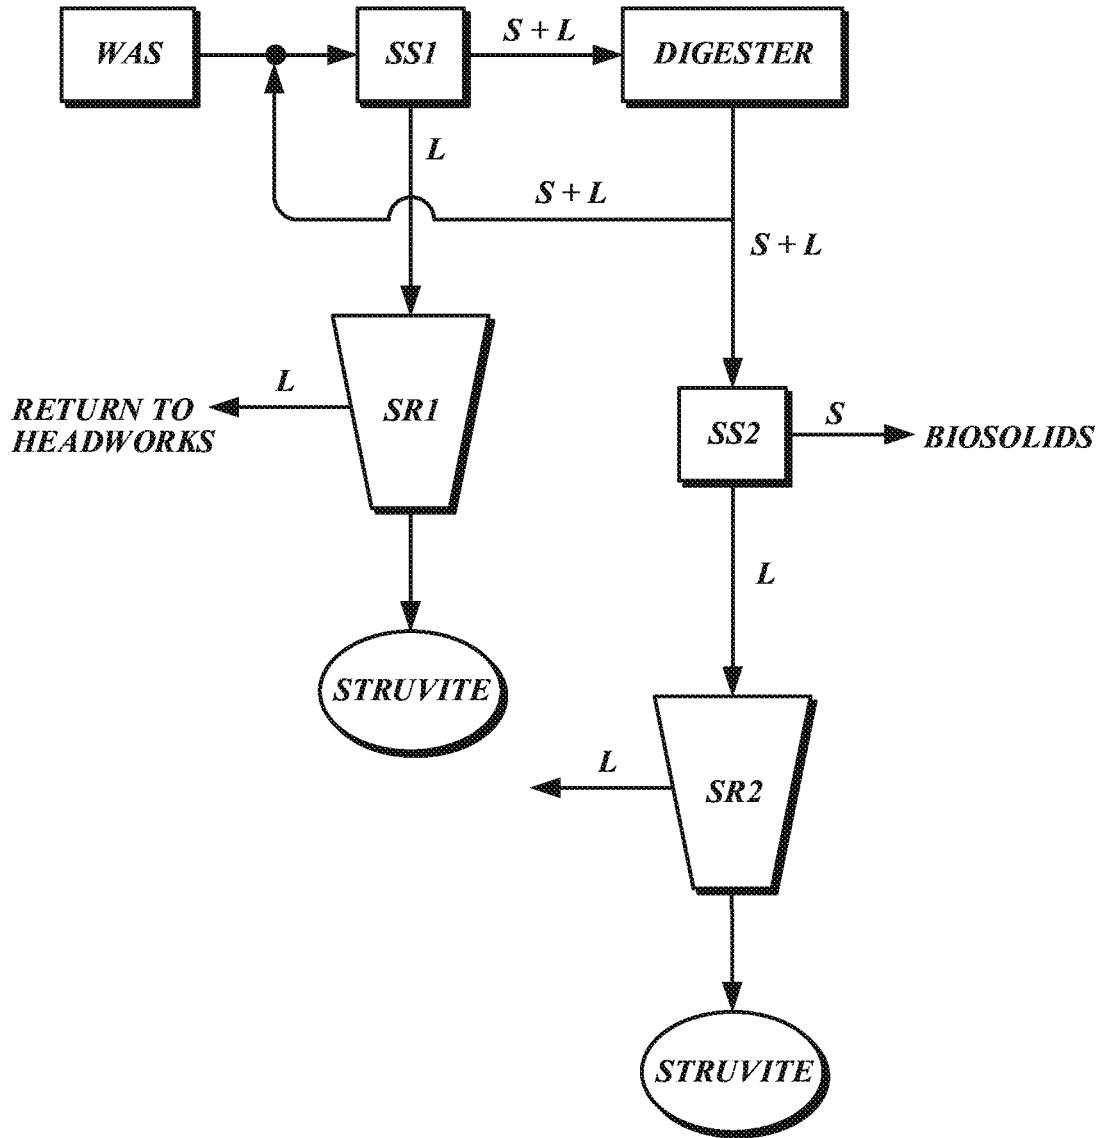 WAS
SS1
S + L
DIGESTER
L
S + L
S + L
L
SR1
RETURN TO
HEADWORKS
SS2
S
BIOSOLIDS
L
STRUVITE
L
SR2
STRUVITE